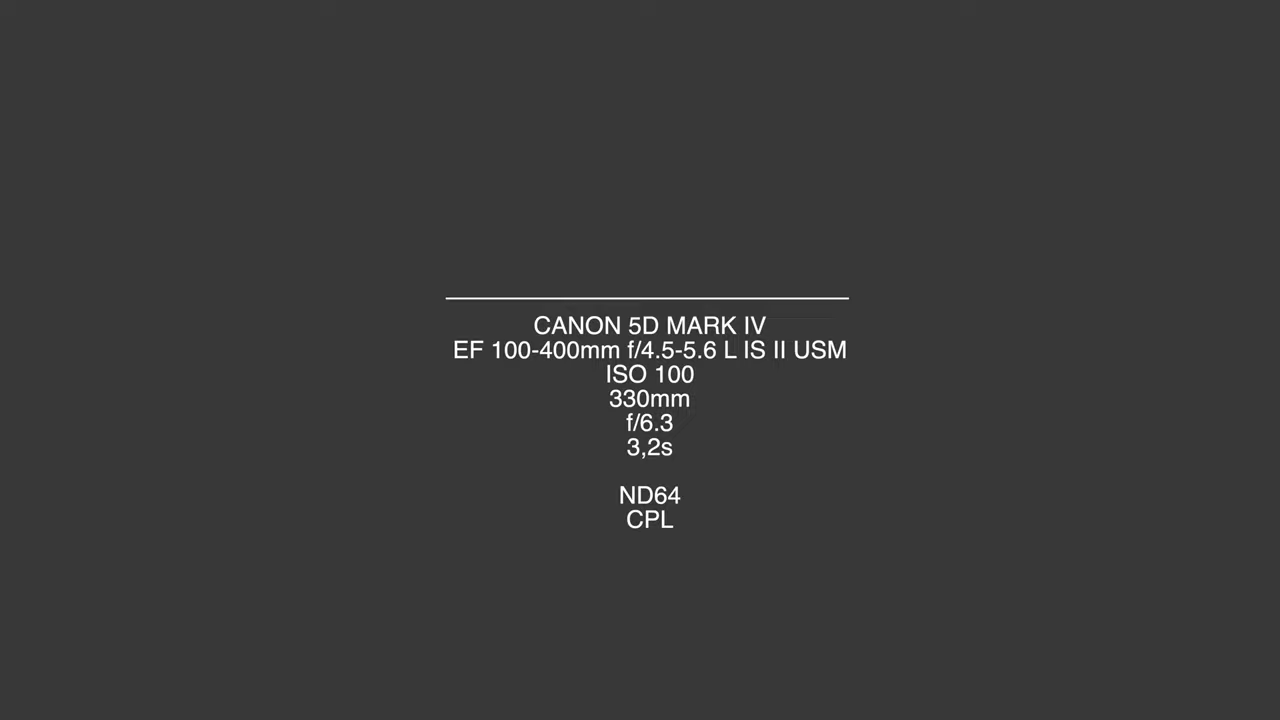 CANON 5D MARK IV
EF 100-400mm f/4.5-5.6 L IS II USM
ISO 100
330mm
f/6.3
3,2s
ND64
CPL